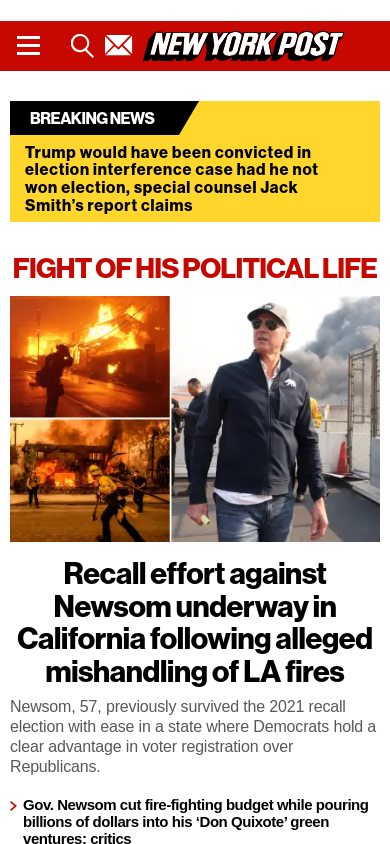 NEW YORK POST
BREAKING NEWS
Trump would have been convicted in
election interference case had he not
won election, special counsel Jack
Smith’s report claims
FIGHT OF HIS POLITICAL LIFE
Recall effort against
Newsom underway in
California following alleged
mishandling of LA fires
Newsom, 57, previously survived the 2021 recall
election with ease in a state where Democrats hold a
clear advantage in voter registration over
Republicans.
Gov. Newsom cut fire-fighting budget while pouring
billions of dollars into his ‘Don Quixote’ green
ventures: critics